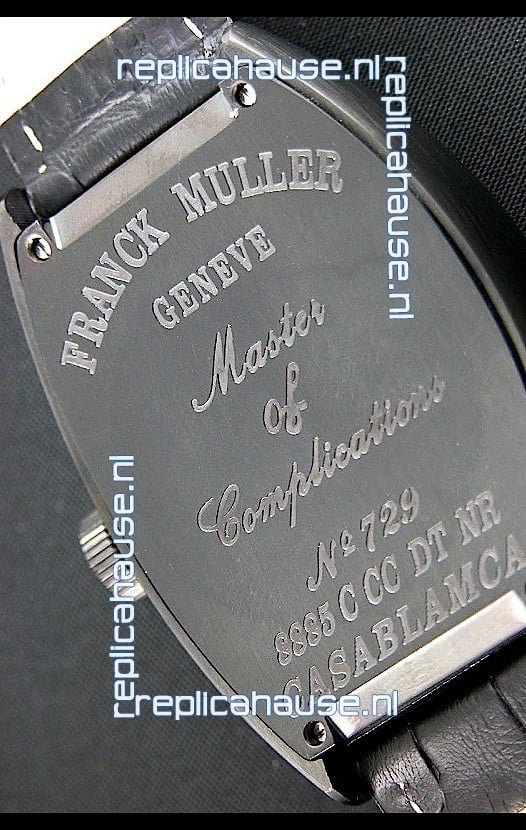 replicahause.nl
replicahause.nl
FRANCK MULLER
GENEVE
Master
of
Complications
Nº 729
8885 C CC DT NR
CASABLAMCA
replicahause.nl
replicahause.nl